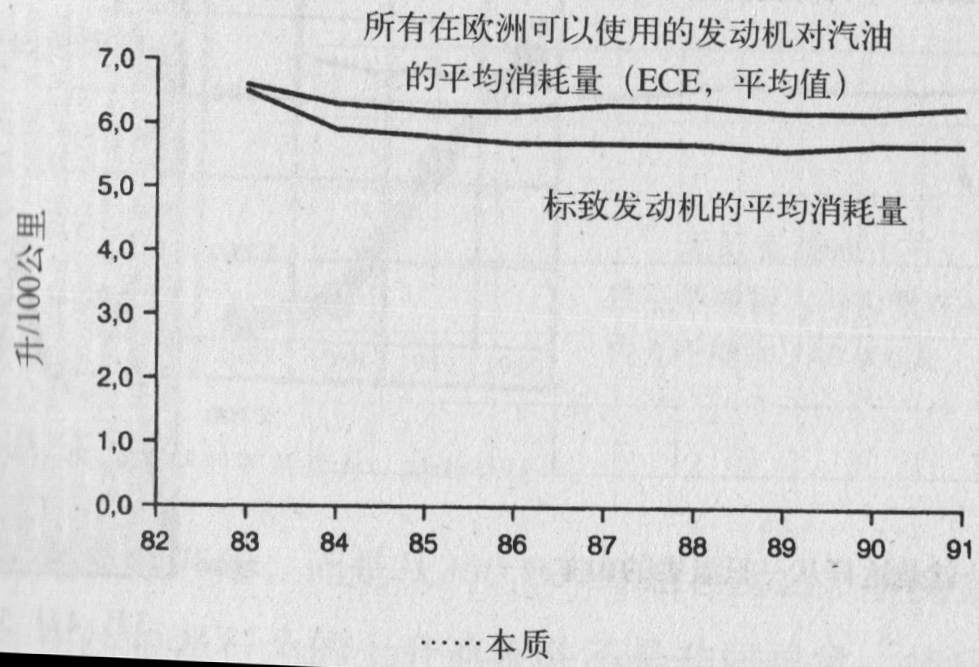 所有在欧洲可以使用的发动机对汽油
的平均消耗量（ECE，平均值）
7,0
6,0
5,0
4,0
3,0
2,0
1,0
0,0
升/100公里
标致发动机的平均消耗量
82 83 84 85 86 87 88 89 90 91
……本质